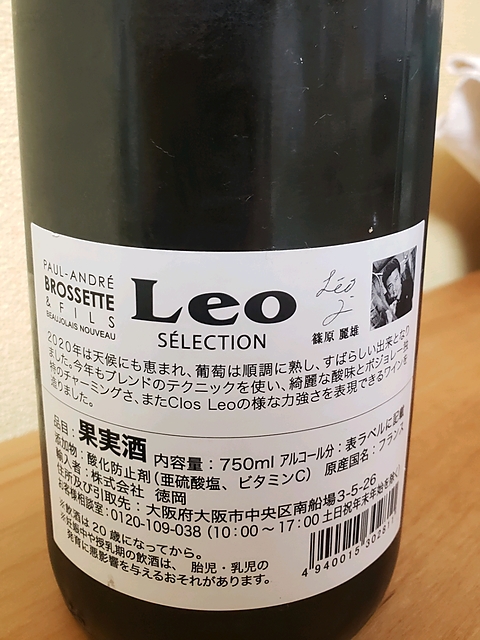 PAUL-ANDRÉ
BROSSETTE
& FILS
BEAUJOLAIS NOUVEAU
Leo
SÉLECTION
Léo
篠原 麗雄
2020年は天候にも恵まれ、葡萄は順調に熟し、すばらしい出来となり
ました。今年もブレンドのテクニックを使い、綺麗な酸味とボジョレー独
特のチャーミングさ、またClos Leoの様な力強さを表現できるワインを
造りました。
品目：果実酒 内容量：750ml アルコール分：表ラベルに記載
添加物：酸化防止剤（亜硫酸塩、ビタミンC） 原産国名：フランス
輸入者：株式会社 徳岡
住所及び引取先：大阪府大阪市中央区南船場3-5-26
お客様相談室：0120-109-038（10：00～17：00 土日祝年末年始を除く）
※飲酒は20歳になってから。
※妊娠中や授乳期の飲酒は、胎児・乳児の
発育に悪影響を与えるおそれがあります。